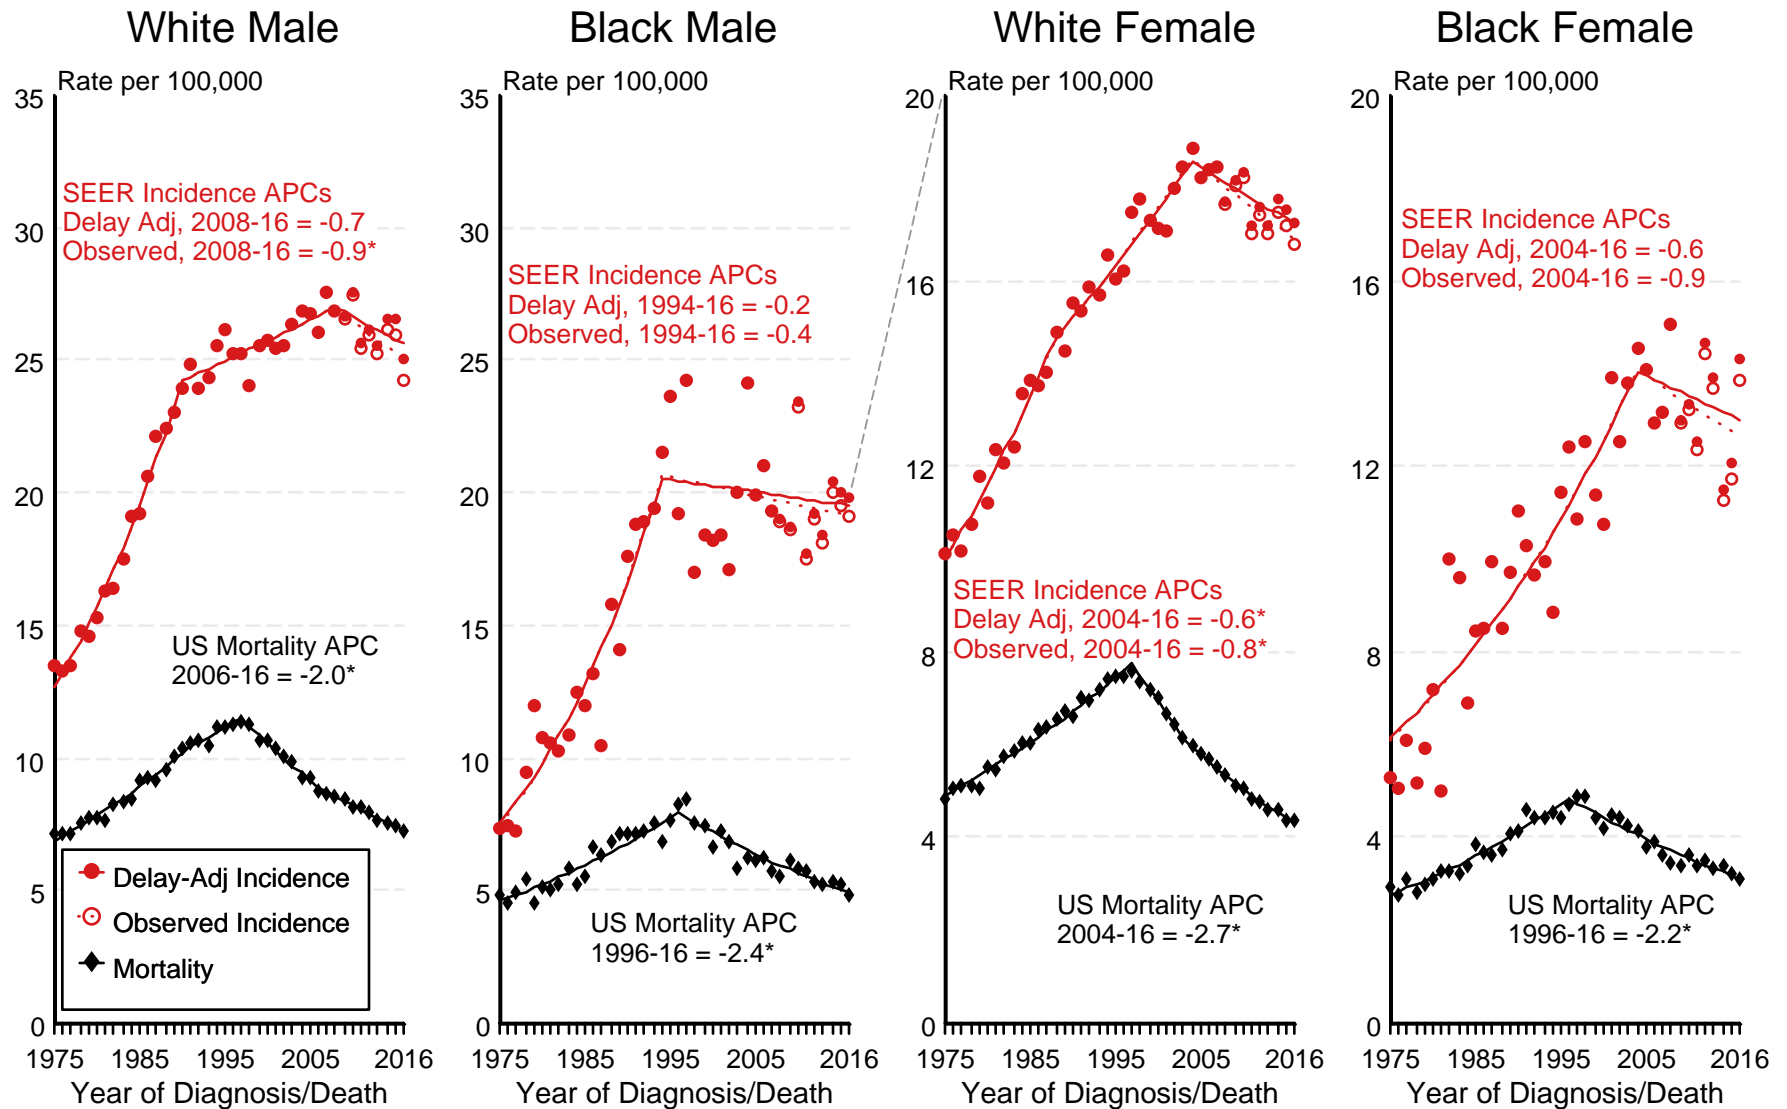 White Male
Rate per 100,000
35
30
25
20
15
10
5
0
SEER Incidence APCs
Delay Adj, 2008-16 = -0.7
Observed, 2008-16 = -0.9*
US Mortality APC
2006-16 = -2.0*
Delay-Adj Incidence
Observed Incidence
Mortality
1975 1985 1995 2005 2016
Year of Diagnosis/Death
Black Male
Rate per 100,000
35
30
25
20
15
10
5
0
SEER Incidence APCs
Delay Adj, 1994-16 = -0.2
Observed, 1994-16 = -0.4
US Mortality APC
1996-16 = -2.4*
1975 1985 1995 2005 2016
Year of Diagnosis/Death
White Female
Rate per 100,000
20
16
12
8
4
0
SEER Incidence APCs
Delay Adj, 2004-16 = -0.6*
Observed, 2004-16 = -0.8*
US Mortality APC
2004-16 = -2.7*
1975 1985 1995 2005 2016
Year of Diagnosis/Death
Black Female
Rate per 100,000
20
16
12
8
4
0
SEER Incidence APCs
Delay Adj, 2004-16 = -0.6
Observed, 2004-16 = -0.9
US Mortality APC
1996-16 = -2.2*
1975 1985 1995 2005 2016
Year of Diagnosis/Death